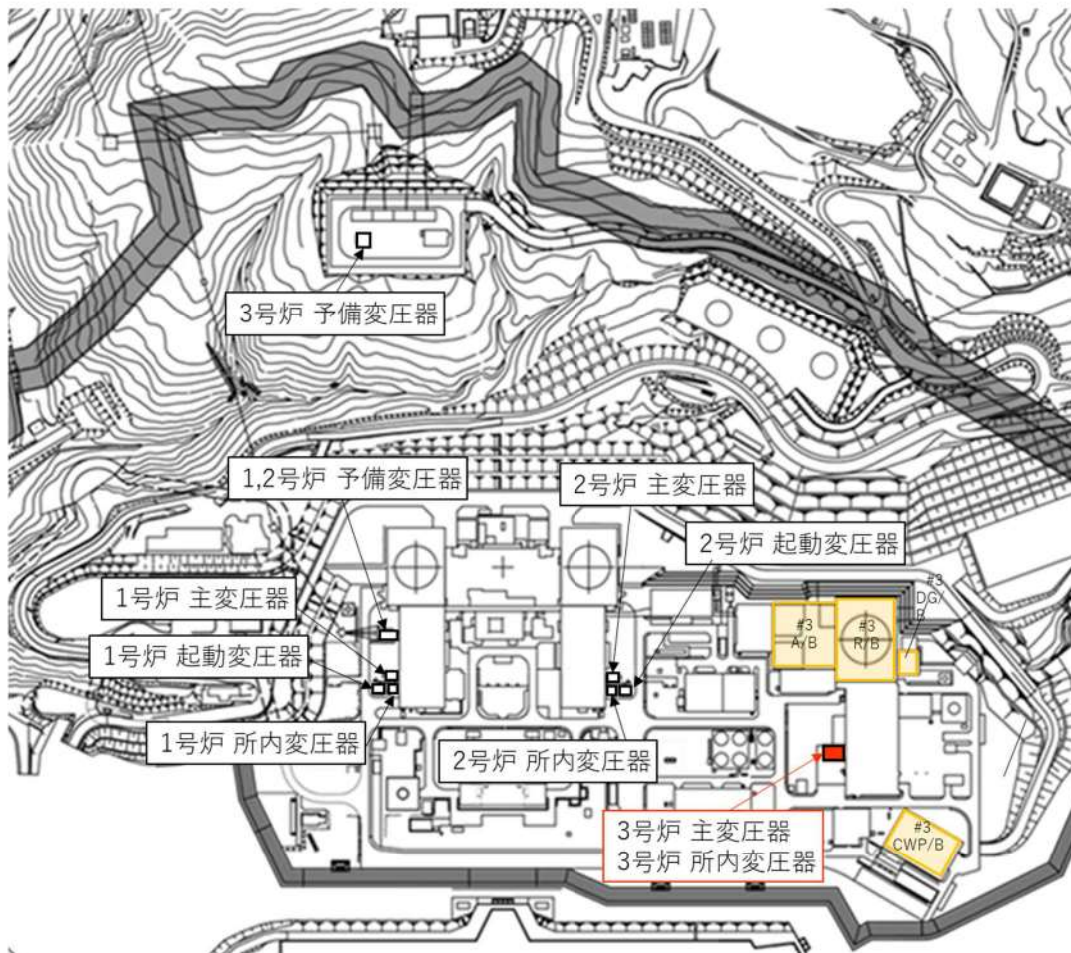 3号炉 予備変圧器
1,2号炉 予備変圧器
2号炉 主変圧器
2号炉 起動変圧器
1号炉 主変圧器
1号炉 起動変圧器
1号炉 所内変圧器
2号炉 所内変圧器
#3
A/B
#3
R/B
#3
DG/
B
3号炉 主変圧器
3号炉 所内変圧器
#3
CWP/B